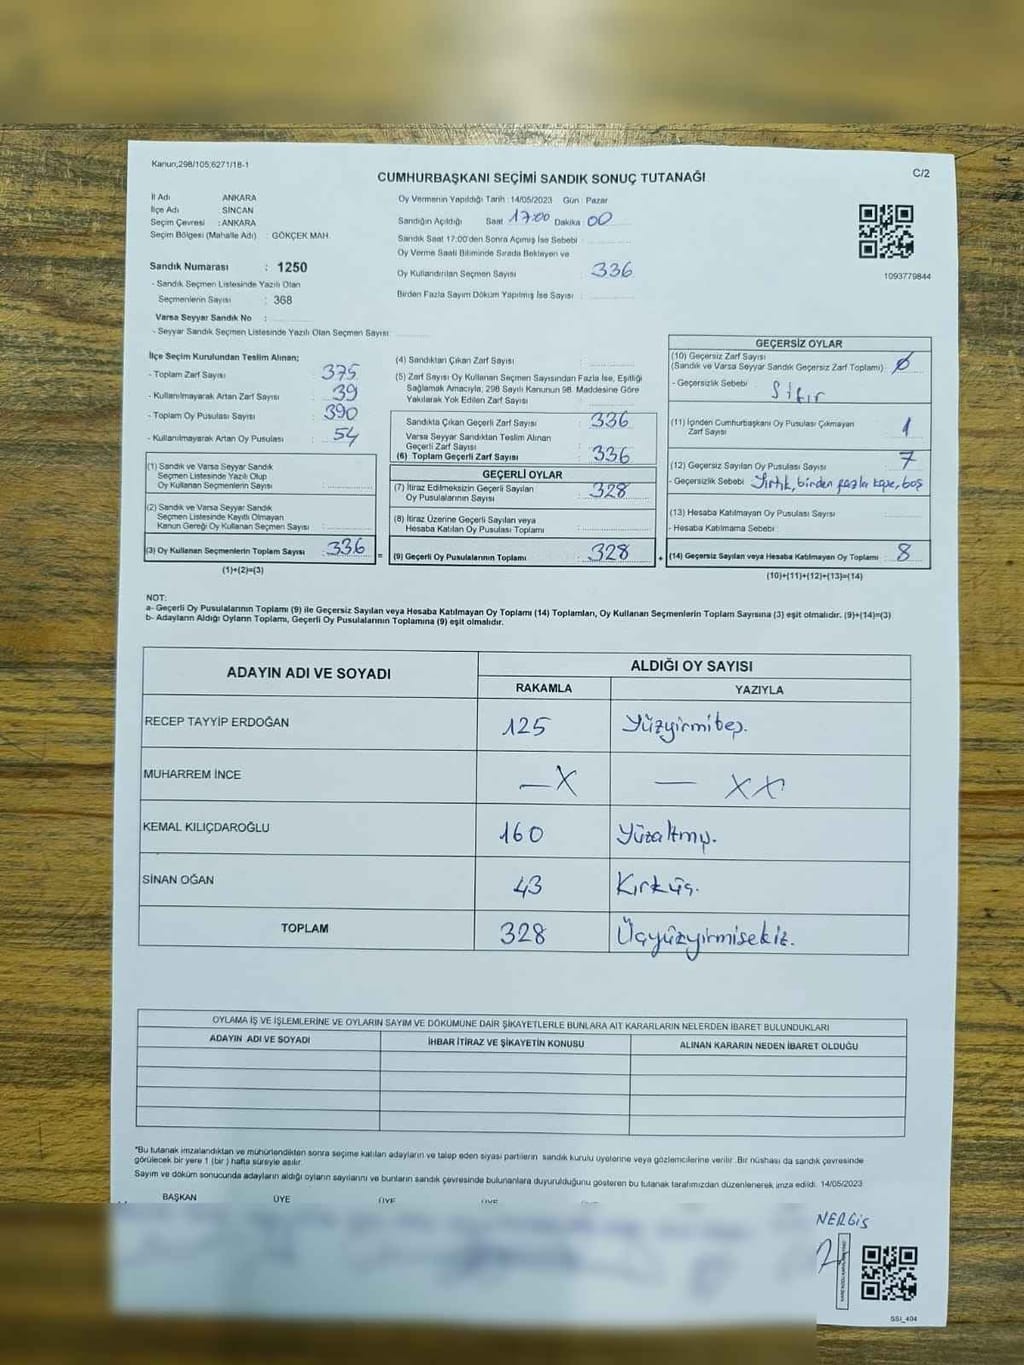 Kanun,298/105,6271/18-1
CUMHURBAŞKANI SEÇİMİ SANDIK SONUÇ TUTANAĞI
C/2
İl Adı ANKARA
İlçe Adı : SİNCAN
Seçim Çevresi : ANKARA
Seçim Bölgesi (Mahalle Adı) : GÖKÇEK MAH.
Sandık Numarası : 1250
- Sandık Seçmen Listesinde Yazılı Olan
Seçmenlerin Sayısı : 368
Varsa Seyyar Sandık No :
- Seyyar Sandık Seçmen Listesinde Yazılı Olan Seçmen Sayısı
Oy Vermenin Yapıldığı Tarih : 14/05/2023 Gün : Pazar
Sandığın Açıldığı Saat 17:00 Dakika : 00
Sandık Saat 17:00'den Sonra Açımış İse Sebebi :
Oy Verme Saati Bitiminde Sırada Bekleyen ve
Oy Kullandırılan Seçmen Sayısı : 336
Birden Fazla Sayım Döküm Yapılmış İse Sayısı :
1093779844
İlçe Seçim Kurulundan Teslim Alınan;
- Toplam Zarf Sayısı : 375
- Kullanılmayarak Artan Zarf Sayısı : 39
- Toplam Oy Pusulası Sayısı : 390
- Kullanılmayarak Artan Oy Pusulası : 54
(1) Sandık ve Varsa Seyyar Sandık
Seçmen Listesinde Yazılı Olup
Oy Kullanan Seçmenlerin Sayısı :
(2) Sandık ve Varsa Seyyar Sandık
Seçmen Listesinde Kayıtlı Olmayan
Kanun Gereği Oy Kullanan Seçmen Sayısı :
(3) Oy Kullanan Seçmenlerin Toplam Sayısı : 336 =
(1)+(2)=(3)
(4) Sandıktan Çıkan Zarf Sayısı :
(5) Zarf Sayısı Oy Kullanan Seçmen Sayısından Fazla İse, Eşitliği
Sağlamak Amacıyla, 298 Sayılı Kanunun 98. Maddesine Göre
Yakılarak Yok Edilen Zarf Sayısı :
Sandıkta Çıkan Geçerli Zarf Sayısı : 336
Varsa Seyyar Sandıktan Teslim Alınan
Geçerli Zarf Sayısı :
(6) Toplam Geçerli Zarf Sayısı : 336
GEÇERLİ OYLAR
(7) İtiraz Edilmeksizin Geçerli Sayılan
Oy Pusulalarının Sayısı : 328
(8) İtiraz Üzerine Geçerli Sayılan veya
Hesaba Katılan Oy Pusulası Toplamı :
(9) Geçerli Oy Pusulalarının Toplamı : 328 +
GEÇERSİZ OYLAR
(10) Geçersiz Zarf Sayısı
(Sandık ve Varsa Seyyar Sandık Geçersiz Zarf Toplamı) : 0
- Geçersizlik Sebebi : Sıfır
(11) İçinden Cumhurbaşkanı Oy Pusulası Çıkmayan
Zarf Sayısı : 1
(12) Geçersiz Sayılan Oy Pusulası Sayısı : 7
- Geçersizlik Sebebi : Yırtık, birden fazla kaşe, boş
(13) Hesaba Katılmayan Oy Pusulası Sayısı :
- Hesaba Katılmama Sebebi :
(14) Geçersiz Sayılan veya Hesaba Katılmayan Oy Toplamı : 8
(10)+(11)+(12)+(13)=(14)
NOT:
a- Geçerli Oy Pusulalarının Toplamı (9) ile Geçersiz Sayılan veya Hesaba Katılmayan Oy Toplamı (14) Toplamları, Oy Kullanan Seçmenlerin Toplam Sayısına (3) eşit olmalıdır. (9)+(14)=(3)
b- Adayların Aldığı Oyların Toplamı, Geçerli Oy Pusulalarının Toplamına (9) eşit olmalıdır.
ADAYIN ADI VE SOYADI
ALDIĞI OY SAYISI
RAKAMLA YAZIYLA
RECEP TAYYİP ERDOĞAN 125 Yüzyirmibeş.
MUHARREM İNCE — X — XX
KEMAL KILIÇDAROĞLU 160 Yüzaltmış.
SİNAN OĞAN 43 Kırküç.
TOPLAM 328 Üçyüzyirmisekiz.
OYLAMA İŞ VE İŞLEMLERİNE VE OYLARIN SAYIM VE DÖKÜMÜNE DAİR ŞİKAYETLERLE BUNLARA AİT KARARLARIN NELERDEN İBARET BULUNDUKLARI
ADAYIN ADI VE SOYADI İHBAR İTİRAZ VE ŞİKAYETİN KONUSU ALINAN KARARIN NEDEN İBARET OLDUĞU
*Bu tutanak imzalandıktan ve mühürlendikten sonra seçime katılan adayların ve talep eden siyasi partilerin sandık kurulu üyelerine veya gözlemcilerine verilir. Bir nüshası da sandık çevresinde
görülecek bir yere 1 (bir) hafta süreyle asılır.
Sayım ve döküm sonucunda adayların aldığı oyların sayılarını ve bunların sandık çevresinde bulunanlara duyurulduğunu gösteren bu tutanak tarafımızdan düzenlenerek imza edildi. 14/05/2023
BAŞKAN ÜYE ÜYE ÜYE
NERGİS
SSI_404